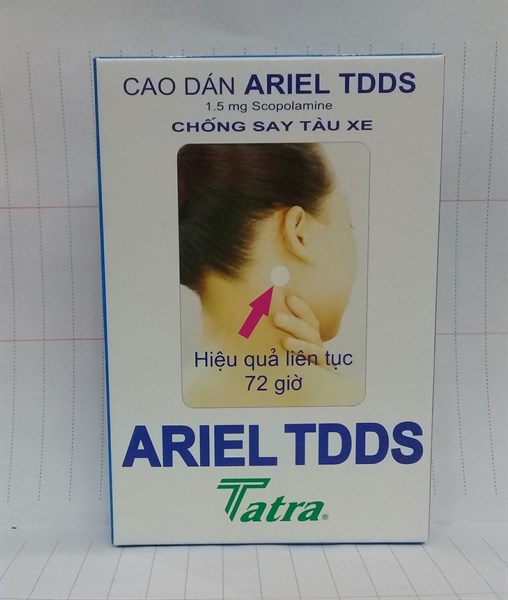 CAO DÁN ARIEL TDDS
1.5 mg Scopolamine
CHỐNG SAY TÀU XE
Hiệu quả liên tục
72 giờ
ARIEL TDDS
Tatra®